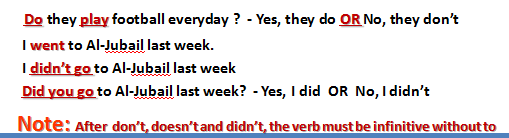 Do they play football everyday ?  - Yes, they do OR No, they don’t
I went to Al-Jubail last week.
I didn’t go to Al-Jubail last week
Did you go to Al-Jubail last week?  - Yes, I did  OR  No, I didn’t
Note: After don’t, doesn’t and didn’t, the verb must be infinitive without to